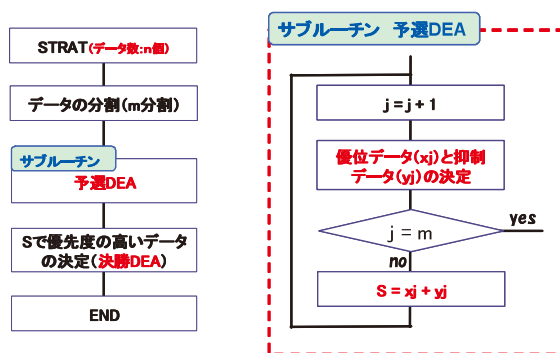 STRAT(データ数:n個)
データの分割(m分割)
サブルーチン
予選DEA
Sで優先度の高いデータ
の決定(決勝DEA)
END
サブルーチン 予選DEA
j = j + 1
優位データ(xj)と抑制
データ(yj)の決定
j = m
yes
no
S = xj + yj